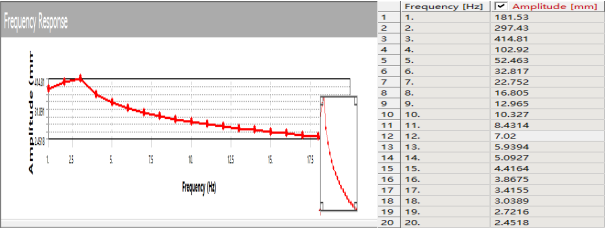 Frequency Response
Amplitude (mm
414.81
31.891
2.4518
1. 2.5 5. 7.5 10. 12.5 15. 17.5
Frequency (Hz)
Frequency [Hz] Amplitude [mm]
1 1. 181.53
2 2. 297.43
3 3. 414.81
4 4. 102.92
5 5. 52.463
6 6. 32.817
7 7. 22.752
8 8. 16.805
9 9. 12.965
10 10. 10.327
11 11. 8.4314
12 12. 7.02
13 13. 5.9394
14 14. 5.0927
15 15. 4.4164
16 16. 3.8675
17 17. 3.4155
18 18. 3.0389
19 19. 2.7216
20 20. 2.4518